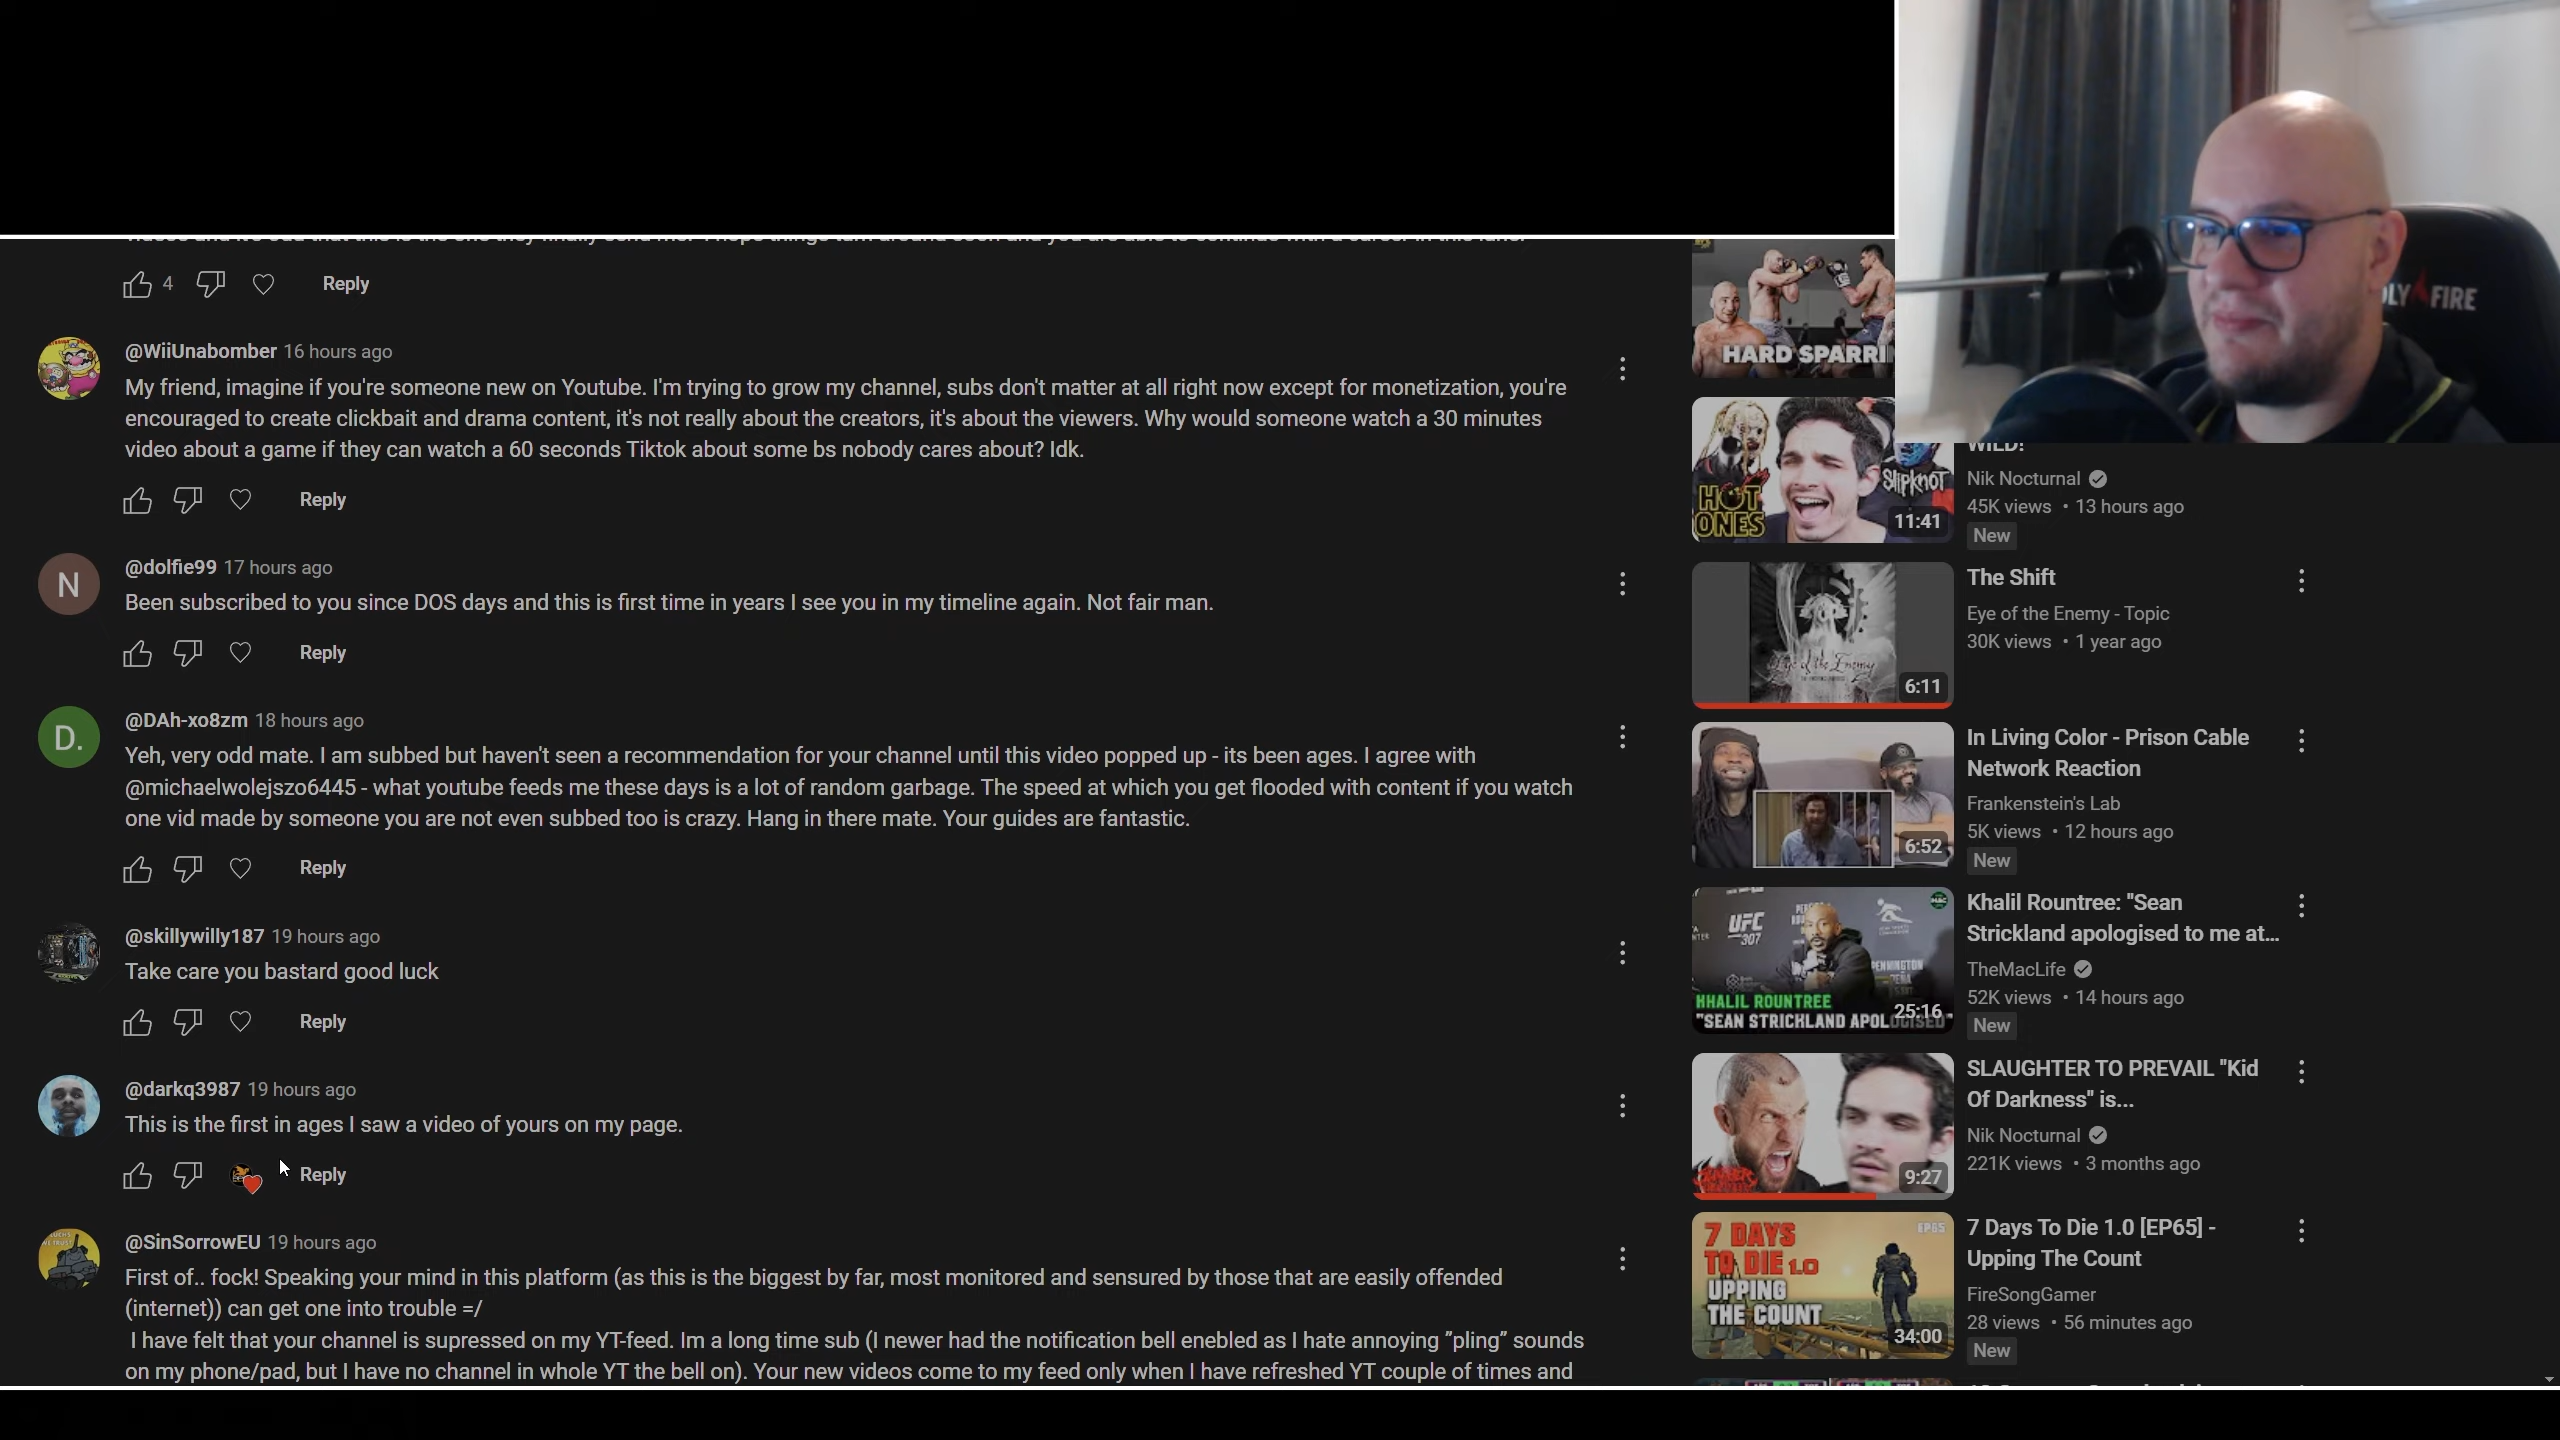 4
Reply
@WiiUnabomber 16 hours ago
My friend, imagine if you're someone new on Youtube. I'm trying to grow my channel, subs don't matter at all right now except for monetization, you're
encouraged to create clickbait and drama content, it's not really about the creators, it's about the viewers. Why would someone watch a 30 minutes
video about a game if they can watch a 60 seconds Tiktok about some bs nobody cares about? Idk.
Reply
N
@dolfie99 17 hours ago
Been subscribed to you since DOS days and this is first time in years I see you in my timeline again. Not fair man.
Reply
D.
@DAh-xo8zm 18 hours ago
Yeh, very odd mate. I am subbed but haven't seen a recommendation for your channel until this video popped up - its been ages. I agree with
@michaelwolejszo6445 - what youtube feeds me these days is a lot of random garbage. The speed at which you get flooded with content if you watch
one vid made by someone you are not even subbed too is crazy. Hang in there mate. Your guides are fantastic.
Reply
@skillywilly187 19 hours ago
Take care you bastard good luck
Reply
@darkq3987 19 hours ago
This is the first in ages I saw a video of yours on my page.
Reply
@SinSorrowEU 19 hours ago
First of.. fock! Speaking your mind in this platform (as this is the biggest by far, most monitored and sensured by those that are easily offended
(internet)) can get one into trouble =/
I have felt that your channel is supressed on my YT-feed. Im a long time sub (I newer had the notification bell enebled as I hate annoying ”pling” sounds
on my phone/pad, but I have no channel in whole YT the bell on). Your new videos come to my feed only when I have refreshed YT couple of times and
HARD SPARRI
FIRE
WILD!
HOT
ONES
SLIPKNOT
11:41
Nik Nocturnal
45K views • 13 hours ago
New
Eye of the Enemy
6:11
The Shift
Eye of the Enemy - Topic
30K views • 1 year ago
6:52
In Living Color - Prison Cable
Network Reaction
Frankenstein's Lab
5K views • 12 hours ago
New
UFC
307
KHALIL ROUNTREE
"SEAN STRICKLAND APOLOGISED"
25:16
Khalil Rountree: "Sean
Strickland apologised to me at...
TheMacLife
52K views • 14 hours ago
New
9:27
SLAUGHTER TO PREVAIL "Kid
Of Darkness" is...
Nik Nocturnal
221K views • 3 months ago
7 DAYS
TO DIE 1.0
UPPING
THE COUNT
EP65
34:00
7 Days To Die 1.0 [EP65] -
Upping The Count
FireSongGamer
28 views • 56 minutes ago
New